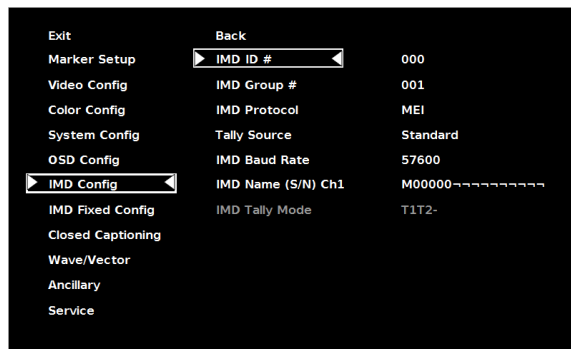 Exit Back
Marker Setup IMD ID # 000
Video Config IMD Group # 001
Color Config IMD Protocol MEI
System Config Tally Source Standard
OSD Config IMD Baud Rate 57600
IMD Config IMD Name (S/N) Ch1 M00000¬¬¬¬¬¬¬¬¬¬
IMD Fixed Config IMD Tally Mode T1T2-
Closed Captioning
Wave/Vector
Ancillary
Service